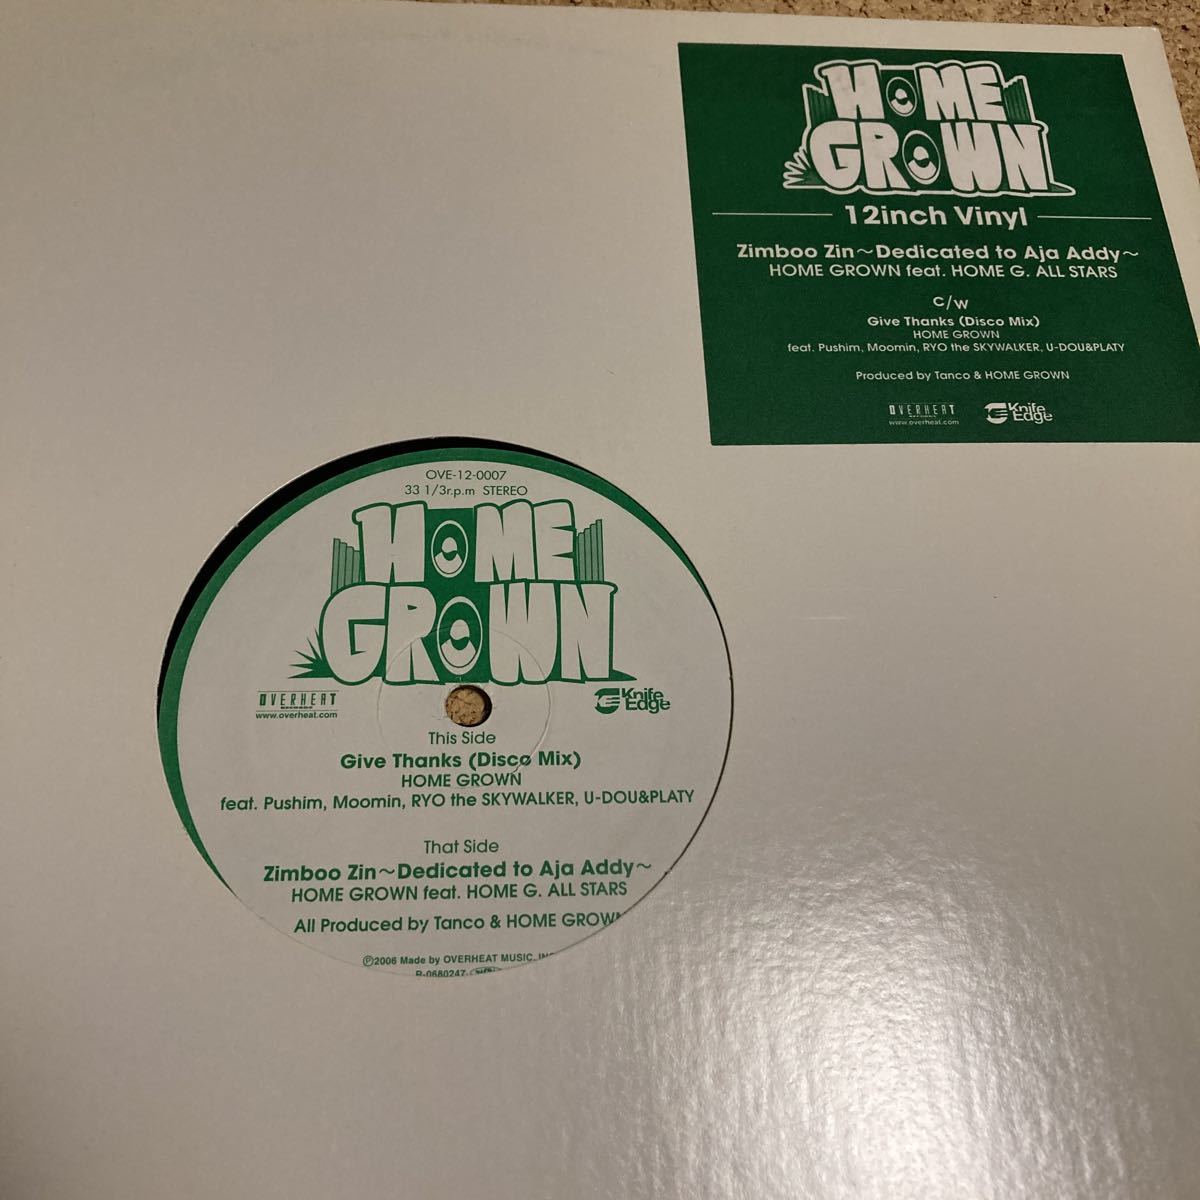 HOME
GROWN
12inch Vinyl
Zimboo Zin～Dedicated to Aja Addy～
HOME GROWN feat. HOME G. ALL STARS
c/w
Give Thanks (Disco Mix)
HOME GROWN
feat. Pushim, Moomin, RYO the SKYWALKER, U-DOU&PLATY
Produced by Tanco & HOME GROWN
OVERHEAT
www.overheat.com
Knife
Edge
OVE-12-0007
33 1/3r.p.m STEREO
HOME
GROWN
OVERHEAT
RECORDS
www.overheat.com
Knife
Edge
This Side
Give Thanks (Disco Mix)
HOME GROWN
feat. Pushim, Moomin, RYO the SKYWALKER, U-DOU&PLATY
That Side
Zimboo Zin～Dedicated to Aja Addy～
HOME GROWN feat. HOME G. ALL STARS
All Produced by Tanco & HOME GROWN
Ⓟ2006 Made by OVERHEAT MUSIC, INC
R-0680247